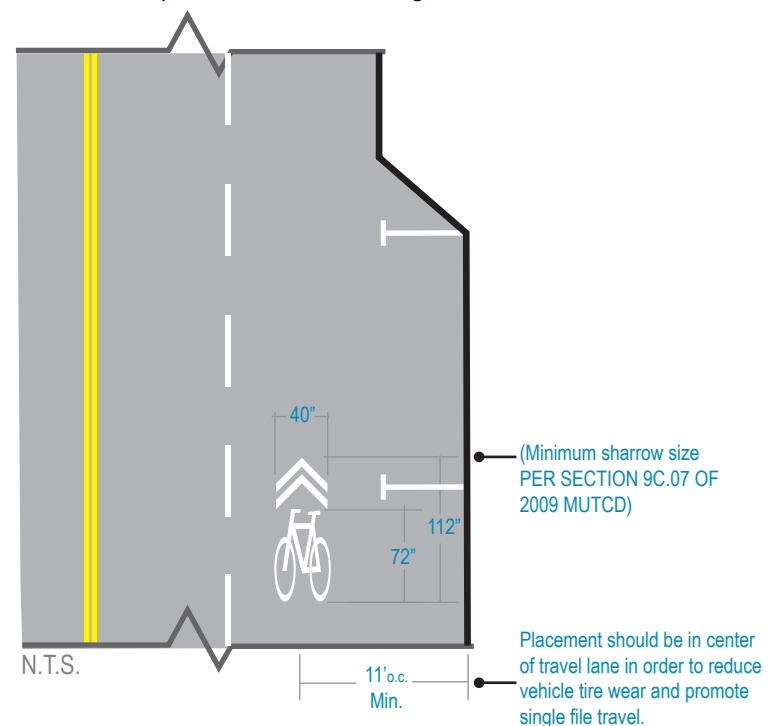 40”
(Minimum sharrow size
PER SECTION 9C.07 OF
2009 MUTCD)
112”
72”
N.T.S.
11’o.c.
Min.
Placement should be in center
of travel lane in order to reduce
vehicle tire wear and promote
single file travel.